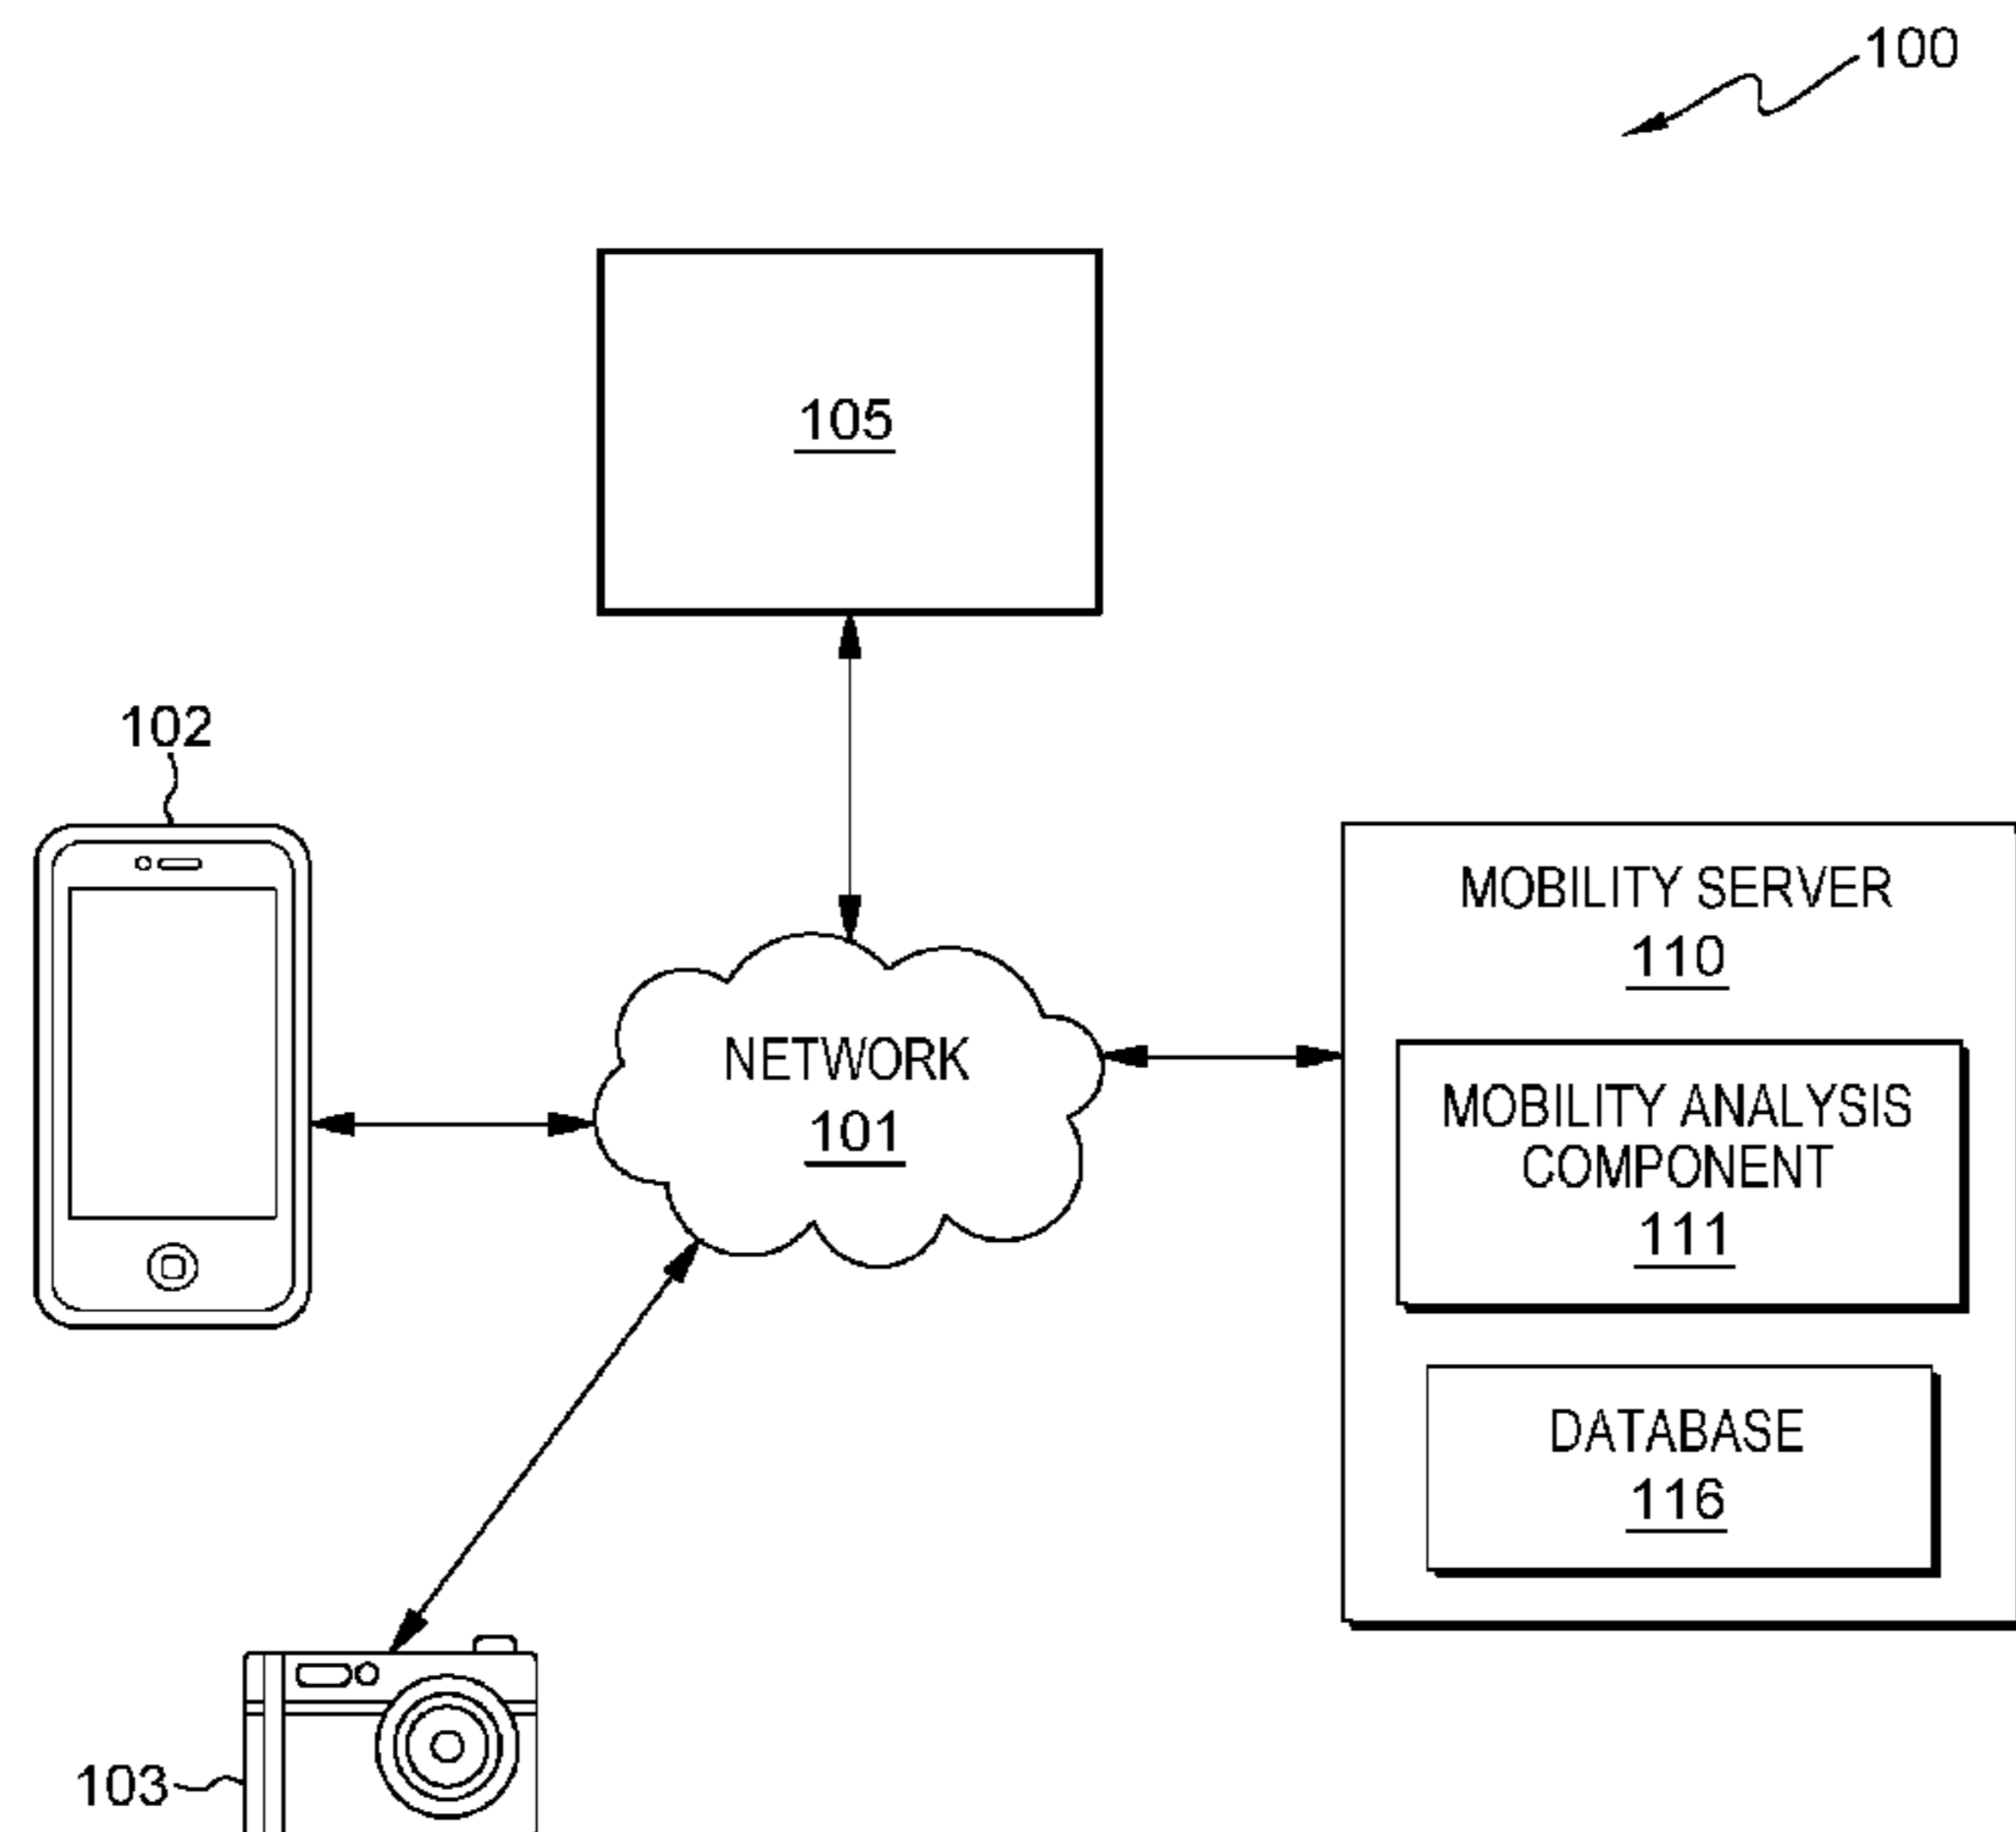 100
105
102
MOBILITY SERVER
110
NETWORK
101
MOBILITY ANALYSIS
COMPONENT
111
DATABASE
116
103